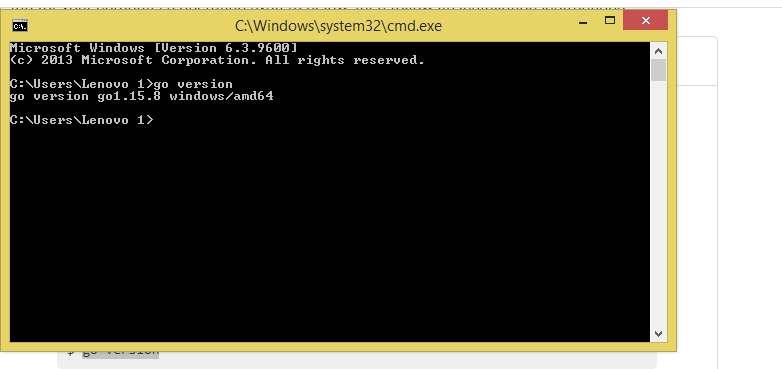 C:\Windows\system32\cmd.exe
Microsoft Windows [Version 6.3.9600]
(c) 2013 Microsoft Corporation. All rights reserved.
C:\Users\Lenovo 1>go version
go version go1.15.8 windows/amd64
C:\Users\Lenovo 1>
$ go version